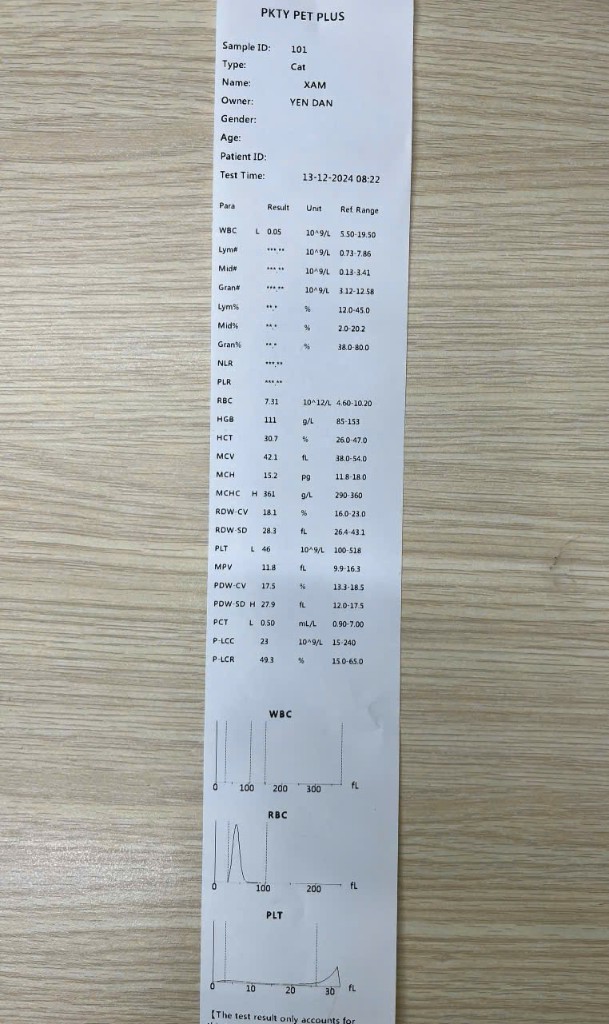 PKTY PET PLUS
Sample ID: 101
Type: Cat
Name: XAM
Owner: YEN DAN
Gender:
Age:
Patient ID:
Test Time: 13-12-2024 08:22
Para Result Unit Ref. Range
WBC L 0.05 10^9/L 5.50-19.50
Lym# ***.** 10^9/L 0.73-7.86
Mid# ***.** 10^9/L 0.13-3.41
Gran# ***.** 10^9/L 3.12-12.58
Lym% **.* % 12.0-45.0
Mid% **.* % 2.0-20.2
Gran% **.* % 38.0-80.0
NLR ***.**
PLR ***.**
RBC 7.31 10^12/L 4.60-10.20
HGB 111 g/L 85-153
HCT 30.7 % 26.0-47.0
MCV 42.1 fL 38.0-54.0
MCH 15.2 pg 11.8-18.0
MCHC H 361 g/L 290-360
RDW-CV 18.1 % 16.0-23.0
RDW-SD 28.3 fL 26.4-43.1
PLT L 46 10^9/L 100-518
MPV 11.8 fL 9.9-16.3
PDW-CV 17.5 % 13.3-18.5
PDW-SD H 27.9 fL 12.0-17.5
PCT L 0.50 mL/L 0.90-7.00
P-LCC 23 10^9/L 15-240
P-LCR 49.3 % 15.0-65.0
WBC
0 100 200 300 fL
RBC
0 100 200 fL
PLT
0 10 20 30 fL
【The test result only accounts for